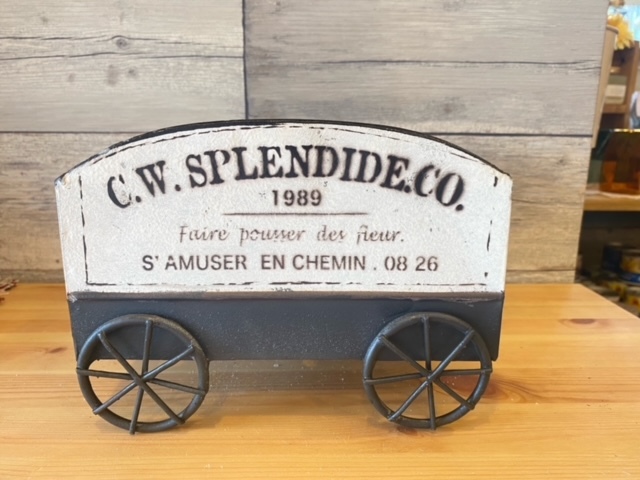 C.W. SPLENDIDE.CO.
1989
Faire pousser des fleur.
S' AMUSER EN CHEMIN . 08 26